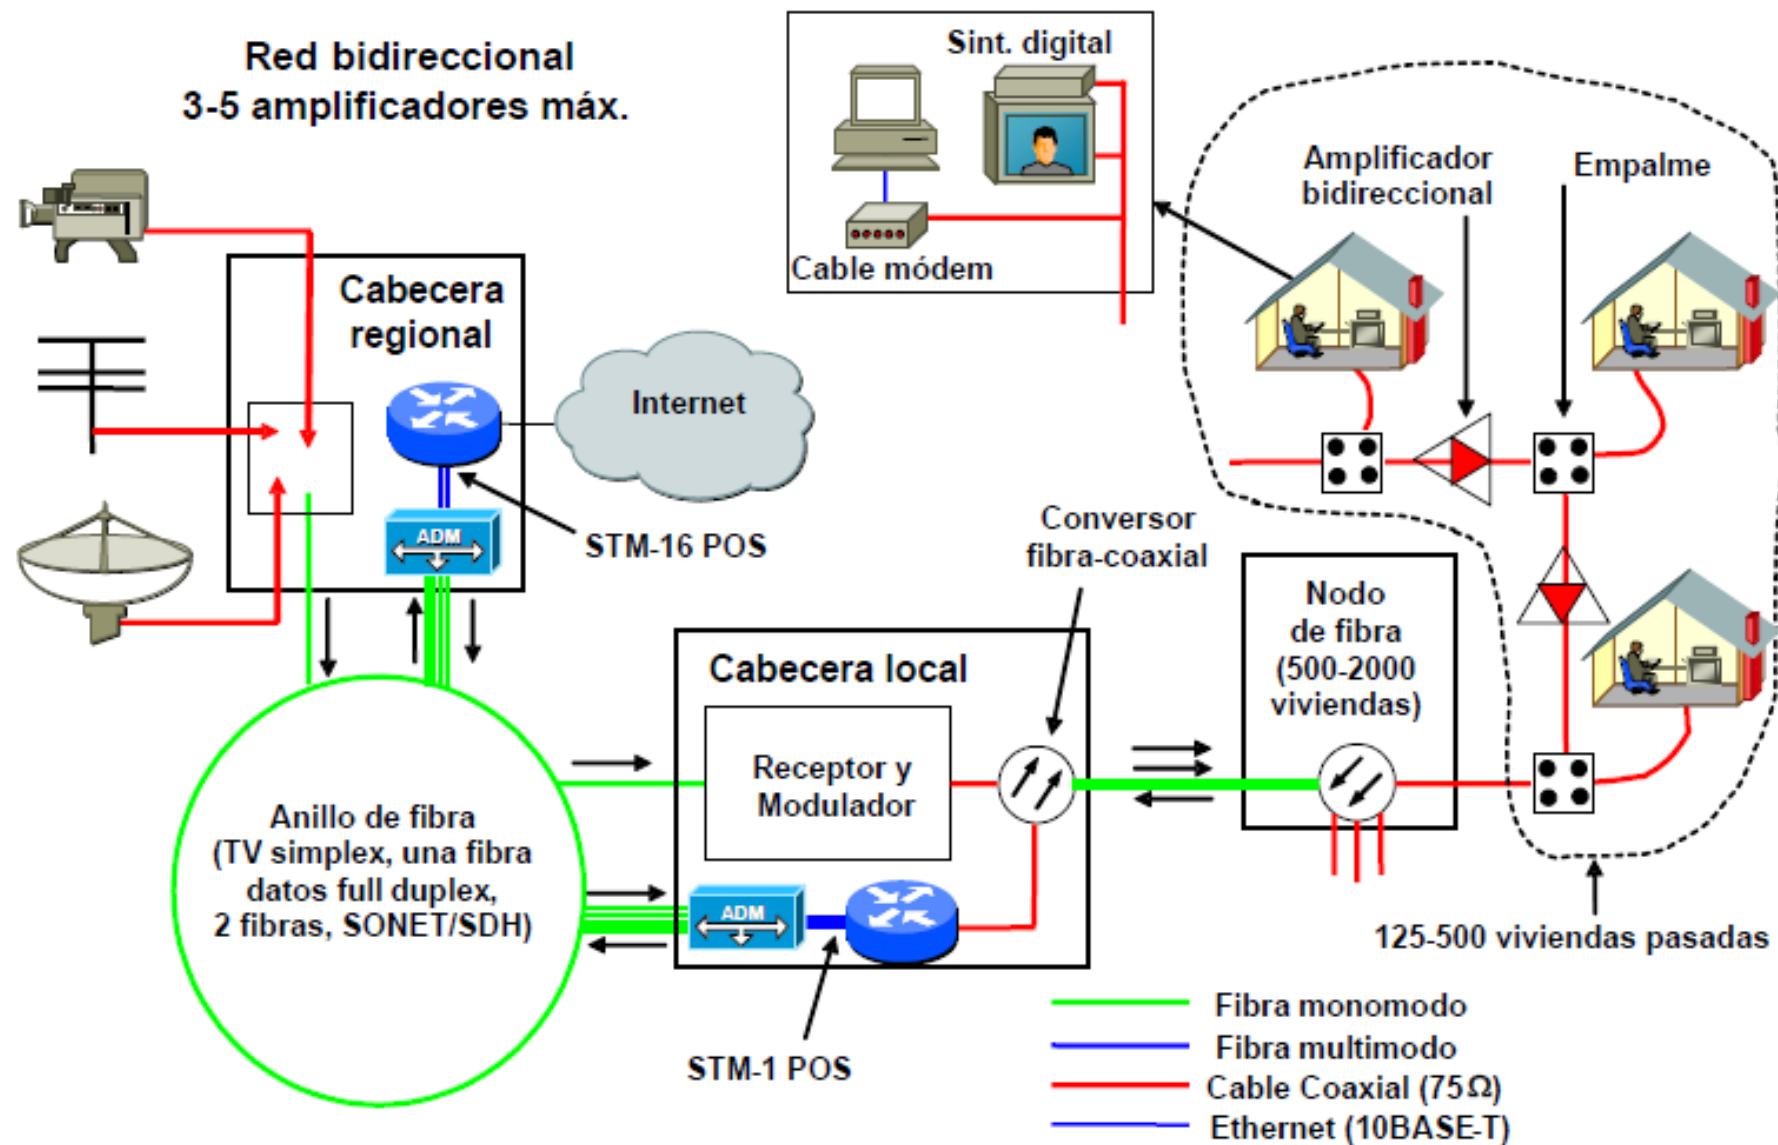 Red bidireccional
3-5 amplificadores máx.
Sint. digital
Cable módem
Amplificador
bidireccional
Empalme
Cabecera
regional
Internet
ADM
STM-16 POS
Conversor
fibra-coaxial
Nodo
de fibra
(500-2000
viviendas)
Cabecera local
Receptor y
Modulador
Anillo de fibra
(TV simplex, una fibra
datos full duplex,
2 fibras, SONET/SDH)
ADM
STM-1 POS
125-500 viviendas pasadas
Fibra monomodo
Fibra multimodo
Cable Coaxial (75Ω)
Ethernet (10BASE-T)